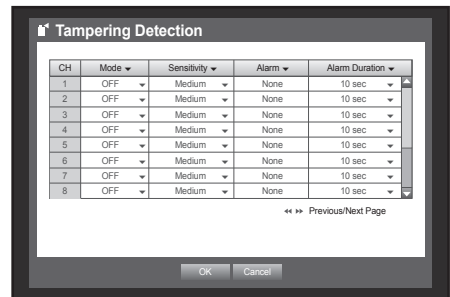 Tampering Detection
CH Mode Sensitivity Alarm Alarm Duration
1 OFF Medium None 10 sec
2 OFF Medium None 10 sec
3 OFF Medium None 10 sec
4 OFF Medium None 10 sec
5 OFF Medium None 10 sec
6 OFF Medium None 10 sec
7 OFF Medium None 10 sec
8 OFF Medium None 10 sec
Previous/Next Page
OK Cancel